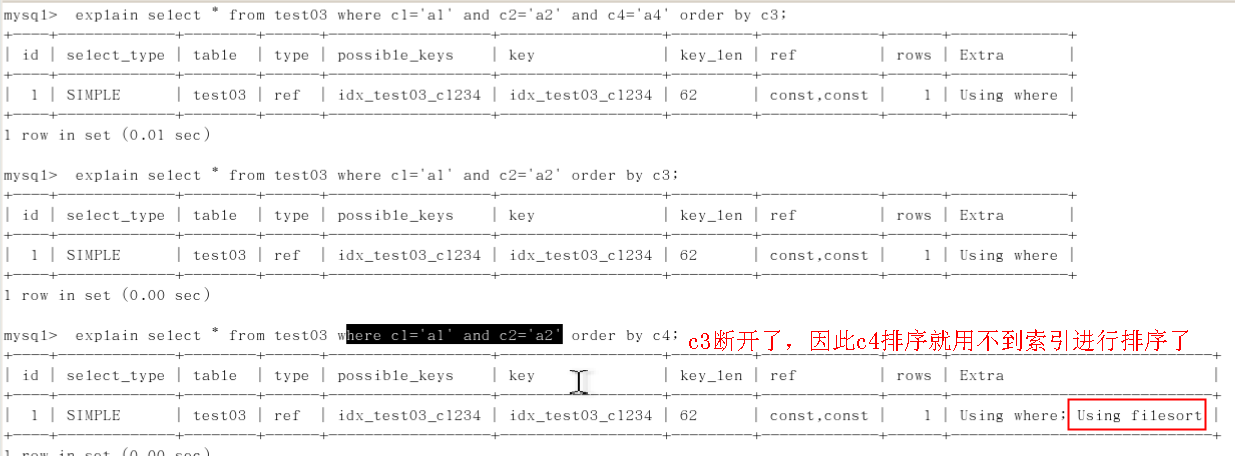 mysql>  explain select * from test03 where c1='a1' and c2='a2' and c4='a4' order by c3;
+----+-------------+--------+------+-----------------+-----------------+---------+-------------+------+-------------+
| id | select_type | table  | type | possible_keys   | key             | key_len | ref         | rows | Extra       |
+----+-------------+--------+------+-----------------+-----------------+---------+-------------+------+-------------+
|  1 | SIMPLE      | test03 | ref  | idx_test03_c1234 | idx_test03_c1234 | 62      | const,const |    1 | Using where |
+----+-------------+--------+------+-----------------+-----------------+---------+-------------+------+-------------+
1 row in set (0.01 sec)
mysql>  explain select * from test03 where c1='a1' and c2='a2' order by c3;
+----+-------------+--------+------+-----------------+-----------------+---------+-------------+------+-------------+
| id | select_type | table  | type | possible_keys   | key             | key_len | ref         | rows | Extra       |
+----+-------------+--------+------+-----------------+-----------------+---------+-------------+------+-------------+
|  1 | SIMPLE      | test03 | ref  | idx_test03_c1234 | idx_test03_c1234 | 62      | const,const |    1 | Using where |
+----+-------------+--------+------+-----------------+-----------------+---------+-------------+------+-------------+
1 row in set (0.00 sec)
mysql>  explain select * from test03 where c1='a1' and c2='a2' order by c4; c3断开了，因此c4排序就用不到索引进行排序了
+----+-------------+--------+------+-----------------+-----------------+---------+-------------+------+-----------------------------+
| id | select_type | table  | type | possible_keys   | key             | key_len | ref         | rows | Extra                       |
+----+-------------+--------+------+-----------------+-----------------+---------+-------------+------+-----------------------------+
|  1 | SIMPLE      | test03 | ref  | idx_test03_c1234 | idx_test03_c1234 | 62      | const,const |    1 | Using where; Using filesort |
+----+-------------+--------+------+-----------------+-----------------+---------+-------------+------+-----------------------------+
1 row in set (0.00 sec)